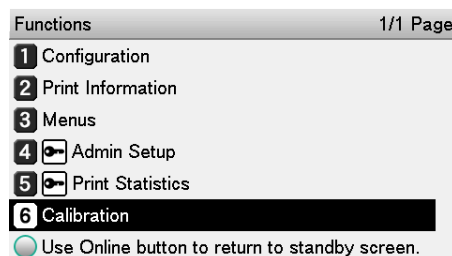 Functions 1/1 Page
1 Configuration
2 Print Information
3 Menus
4 Admin Setup
5 Print Statistics
6 Calibration
Use Online button to return to standby screen.